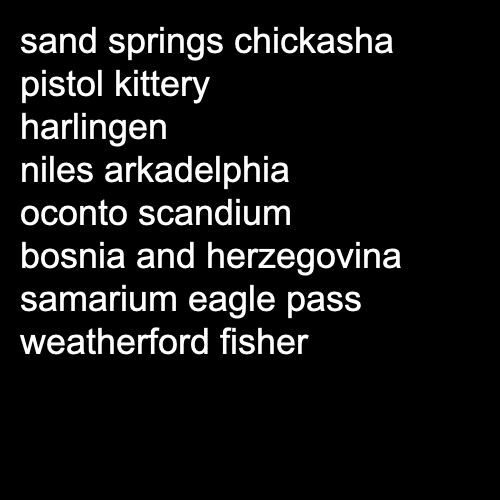 sand springs chickasha
pistol kittery
harlingen
niles arkadelphia
oconto scandium
bosnia and herzegovina
samarium eagle pass
weatherford fisher